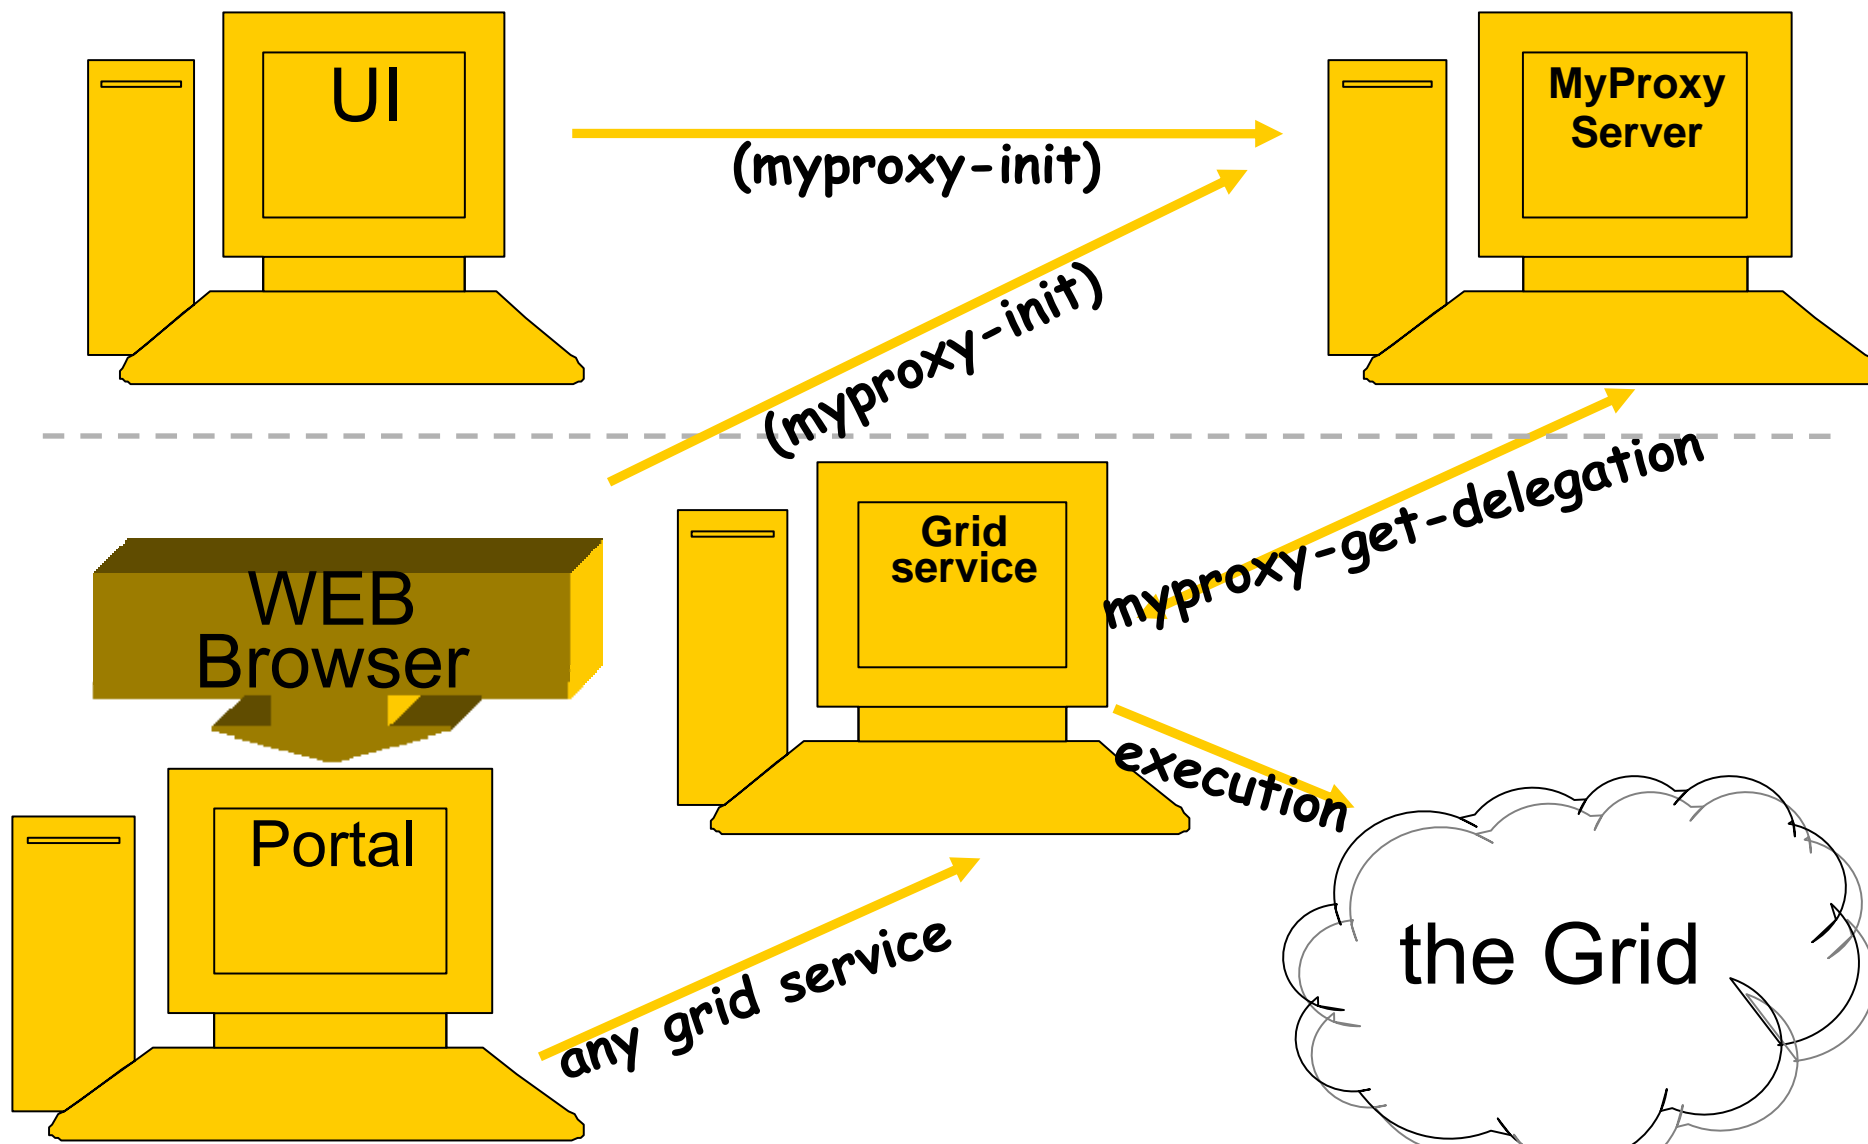 UI
MyProxy
Server
(myproxy-init)
(myproxy-init)
myproxy-get-delegation
Grid
service
WEB
Browser
execution
Portal
any grid service
the Grid